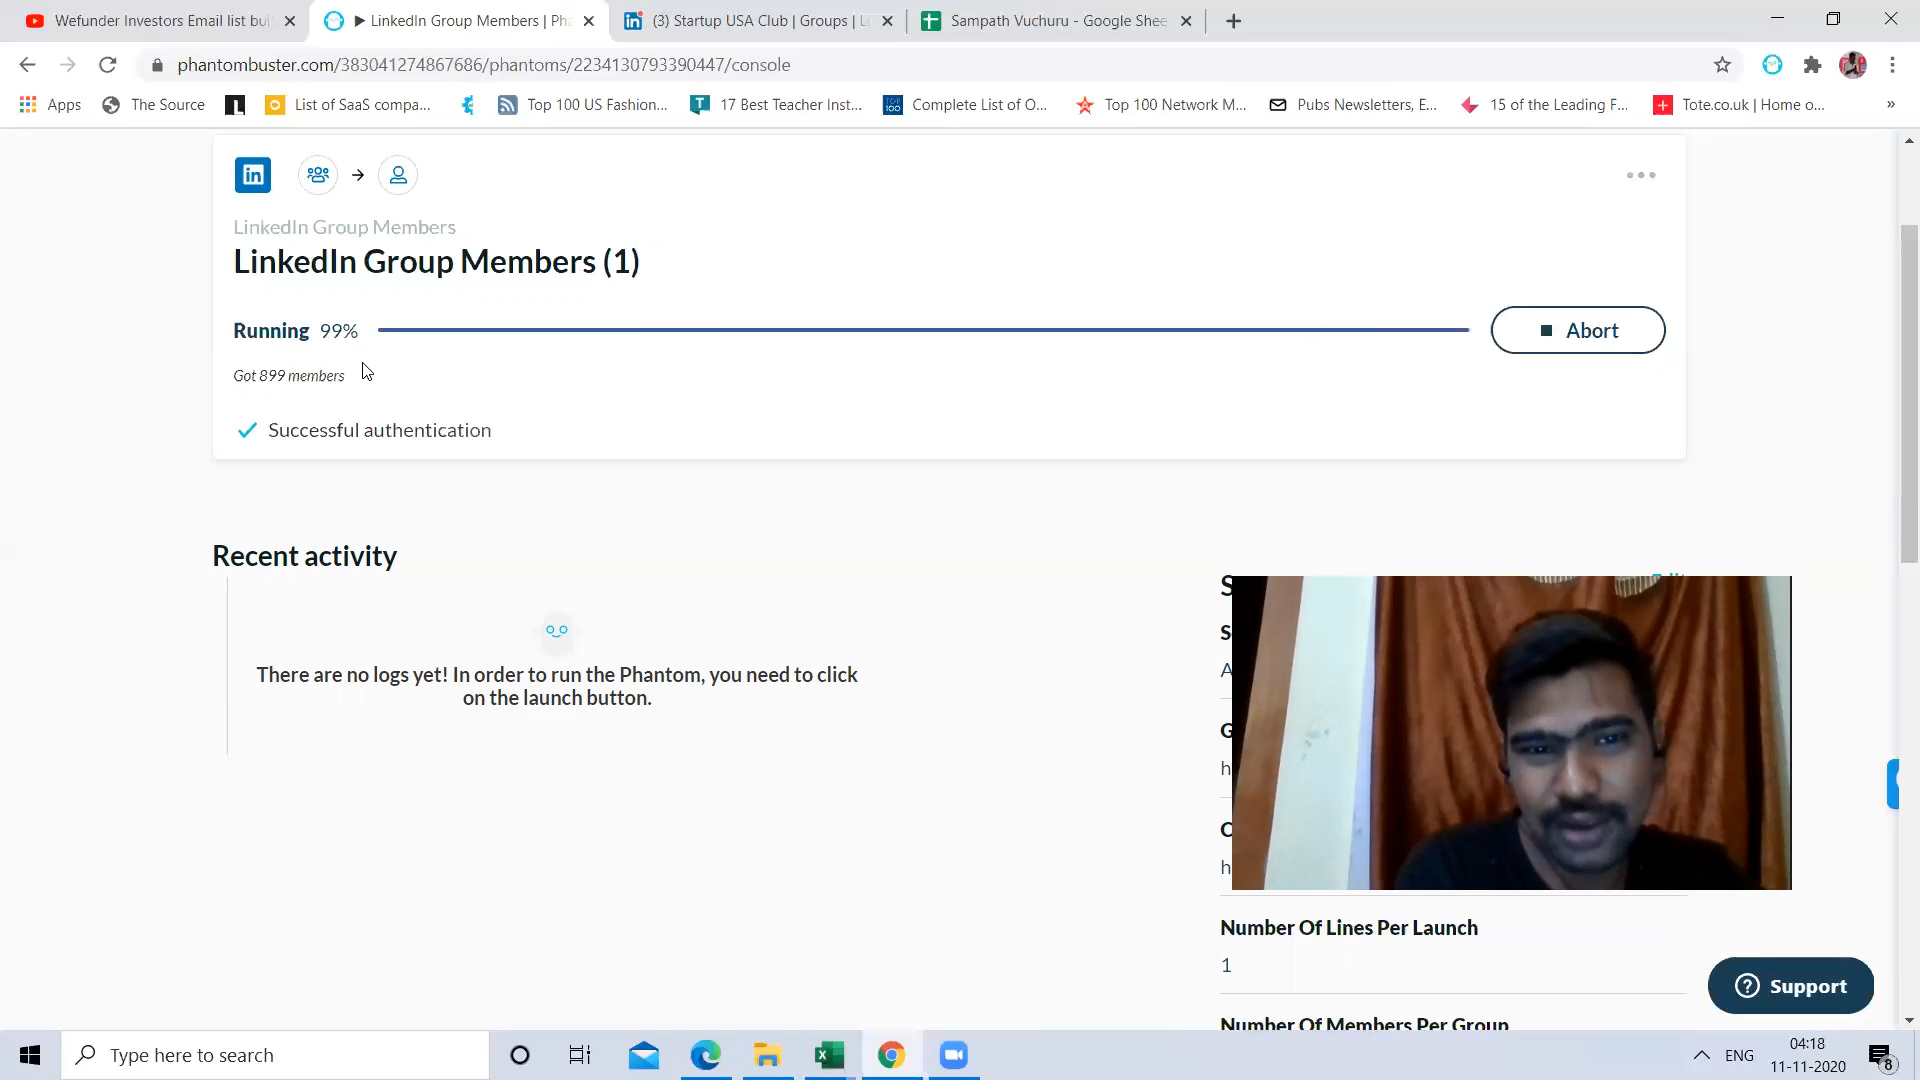 Wefunder Investors Email list bui
LinkedIn Group Members | Ph
(3) Startup USA Club | Groups | L
Sampath Vuchuru - Google Shee
phantombuster.com/383041274867686/phantoms/2234130793390447/console
Apps
The Source
List of SaaS compa...
Top 100 US Fashion...
17 Best Teacher Inst...
Complete List of O...
Top 100 Network M...
Pubs Newsletters, E...
15 of the Leading F...
Tote.co.uk | Home o...
LinkedIn Group Members
LinkedIn Group Members (1)
Running 99%
Abort
Got 899 members
Successful authentication
Recent activity
There are no logs yet! In order to run the Phantom, you need to click
on the launch button.
S
S
A
G
h
C
h
Number Of Lines Per Launch
1
Support
Number Of Members Per Group
Type here to search
ENG
04:18
11-11-2020
8